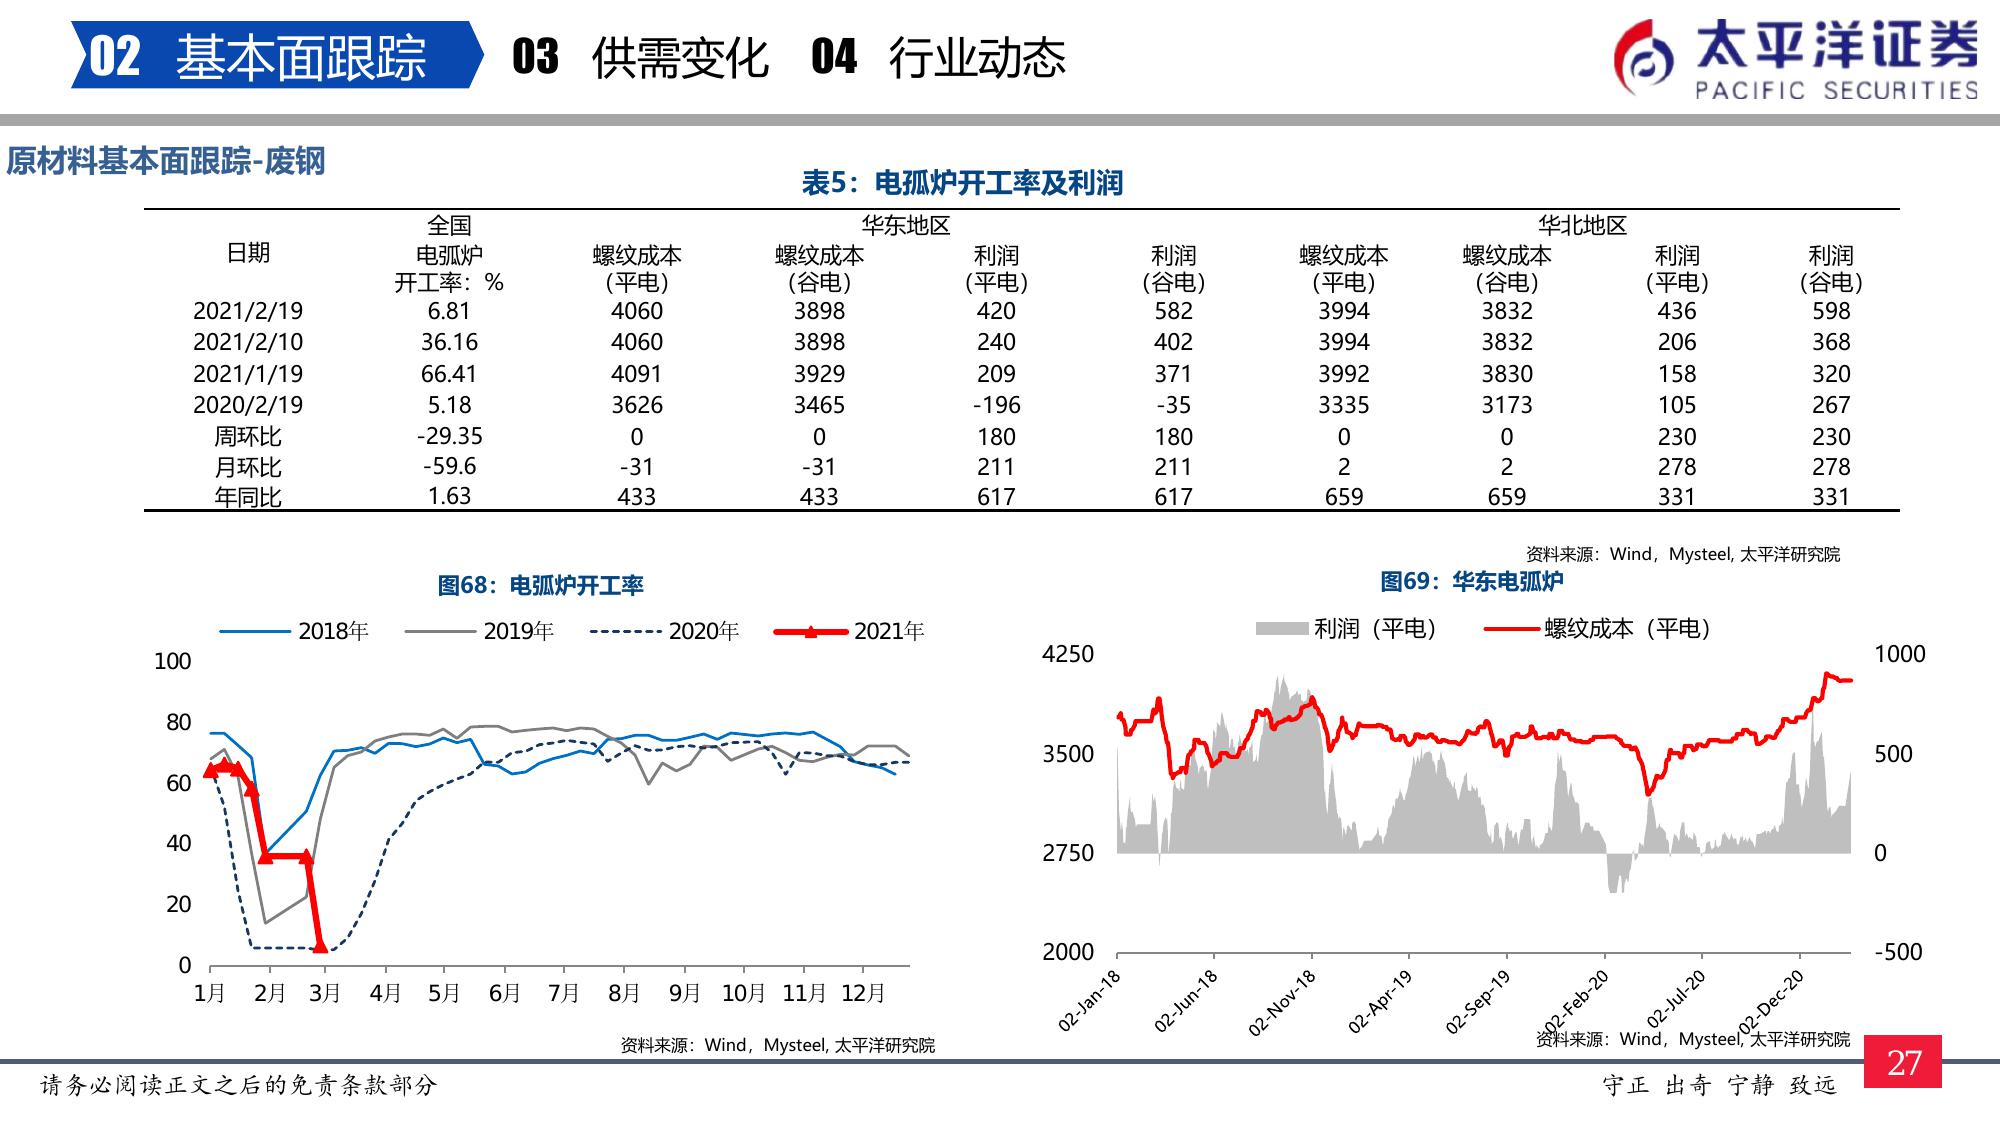 02 基本面跟踪 03 供需变化 04 行业动态
太平洋证券
PACIFIC SECURITIES
原材料基本面跟踪-废钢
表5：电孤炉开工率及利润
全国 华东地区 华北地区
日期 电弧炉 螺纹成本 螺纹成本 利润 利润 螺纹成本 螺纹成本 利润 利润
开工率：% （平电） （谷电） （平电） （谷电） （平电） （谷电） （平电） （谷电）
2021/2/19 6.81 4060 3898 420 582 3994 3832 436 598
2021/2/10 36.16 4060 3898 240 402 3994 3832 206 368
2021/1/19 66.41 4091 3929 209 371 3992 3830 158 320
2020/2/19 5.18 3626 3465 -196 -35 3335 3173 105 267
周环比 -29.35 0 0 180 180 0 0 230 230
月环比 -59.6 -31 -31 211 211 2 2 278 278
年同比 1.63 433 433 617 617 659 659 331 331
资料来源：Wind，Mysteel, 太平洋研究院
图68：电弧炉开工率
2018年 2019年 2020年 2021年
100
80
60
40
20
0
1月 2月 3月 4月 5月 6月 7月 8月 9月 10月 11月 12月
资料来源：Wind，Mysteel, 太平洋研究院
图69：华东电弧炉
利润（平电） 螺纹成本（平电）
4250 1000
3500 500
2750 0
2000 -500
02-Jan-18 02-Jun-18 02-Nov-18 02-Apr-19 02-Sep-19 02-Feb-20 02-Jul-20 02-Dec-20
资料来源：Wind，Mysteel, 太平洋研究院
请务必阅读正文之后的免责条款部分
守正 出奇 宁静 致远
27